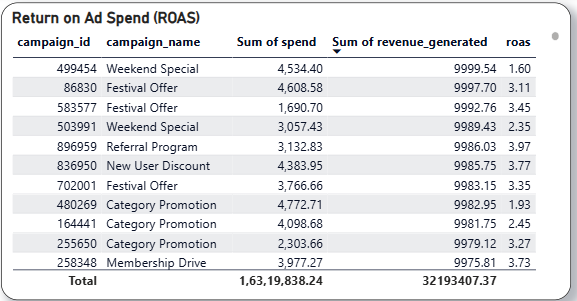 Return on Ad Spend (ROAS)
campaign_id campaign_name Sum of spend Sum of revenue_generated roas
499454 Weekend Special 4,534.40 9999.54 1.60
86830 Festival Offer 4,608.58 9997.70 3.11
583577 Festival Offer 1,690.70 9992.76 3.45
503991 Weekend Special 3,057.43 9989.43 2.35
896959 Referral Program 3,132.83 9986.03 3.97
836950 New User Discount 4,383.95 9985.75 3.77
702001 Festival Offer 3,766.66 9983.15 3.35
480269 Category Promotion 4,772.71 9982.95 1.93
164441 Category Promotion 4,098.68 9981.75 2.45
255650 Category Promotion 2,303.66 9979.12 3.27
258348 Membership Drive 3,977.27 9975.81 3.73
Total 1,63,19,838.24 32193407.37